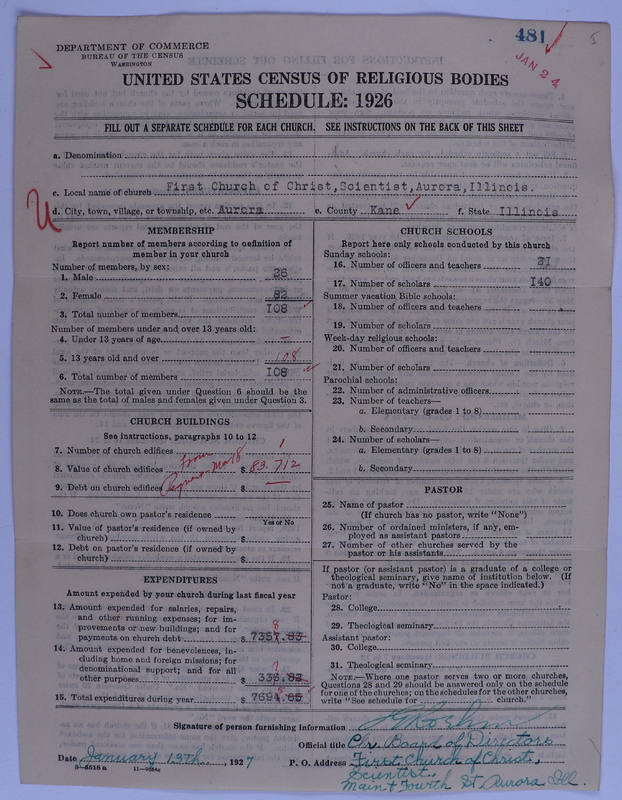 481
JAN 24
DEPARTMENT OF COMMERCE
BUREAU OF THE CENSUS
WASHINGTON
UNITED STATES CENSUS OF RELIGIOUS BODIES
SCHEDULE: 1926
FILL OUT A SEPARATE SCHEDULE FOR EACH CHURCH. SEE INSTRUCTIONS ON THE BACK OF THIS SHEET
a. Denomination
c. Local name of church First Church of Christ,Scientist,Aurora,Illinois.
d. City, town, village, or township, etc. Aurora e. County Kane f. State Illinois
MEMBERSHIP
Report number of members according to definition of
member in your church
Number of members, by sex:
1. Male 26
2. Female 82
3. Total number of members 108
Number of members under and over 13 years old:
4. Under 13 years of age —
5. 13 years old and over 108
6. Total number of members 108
NOTE.—The total given under Question 6 should be
same as the total of males and females given under Question 3.
CHURCH BUILDINGS
See instructions, paragraphs 10 to 12
7. Number of church edifices 1
8. Value of church edifices $ 83.712
9. Debt on church edifices $ —
from
10. Does church own pastor's residence
Yes or No
11. Value of pastor's residence (if owned by
church) $
12. Debt on pastor's residence (if owned by
church) $
EXPENDITURES
Amount expended by your church during last fiscal year
13. Amount expended for salaries, repairs,
and other running expenses; for im-
provements or new buildings; and for
payments on church debt $ 7357.83
8
14. Amount expended for benevolences, in-
cluding home and foreign missions; for
denominational support; and for all
other purposes $ 336.82
7
15. Total expenditures during year $ 7694.65
CHURCH SCHOOLS
Report here only schools conducted by this church
Sunday schools:
16. Number of officers and teachers 21
17. Number of scholars 140
Summer vacation Bible schools:
18. Number of officers and teachers
19. Number of scholars
Week-day religious schools:
20. Number of officers and teachers
21. Number of scholars
Parochial schools:
22. Number of administrative officers
23. Number of teachers—
a. Elementary (grades 1 to 8)
b. Secondary
24. Number of scholars—
a. Elementary (grades 1 to 8)
b. Secondary
PASTOR
25. Name of pastor
(If church has no pastor, write "None")
26. Number of ordained ministers, if any, em-
ployed as assistant pastors
27. Number of other churches served by the
pastor or his assistants
If pastor (or assistant pastor) is a graduate of a college or
theological seminary, give name of institution below. (If
not a graduate, write "No" in the space indicated.)
Pastor:
28. College
29. Theological seminary
Assistant pastor:
30. College
31. Theological seminary
NOTE.—Where one pastor serves two or more churches,
Questions 28 and 29 should be answered only on the schedule
for one of the churches; on the schedules for the other churches,
write "See schedule for church."
Signature of person furnishing information
Official title Chr. Board of Directors
Date January 13th, 1927 P. O. Address First Church of Christ,
Scientist.,
Main + Fourth St. Aurora Ill.
8—5518a 11—9584a